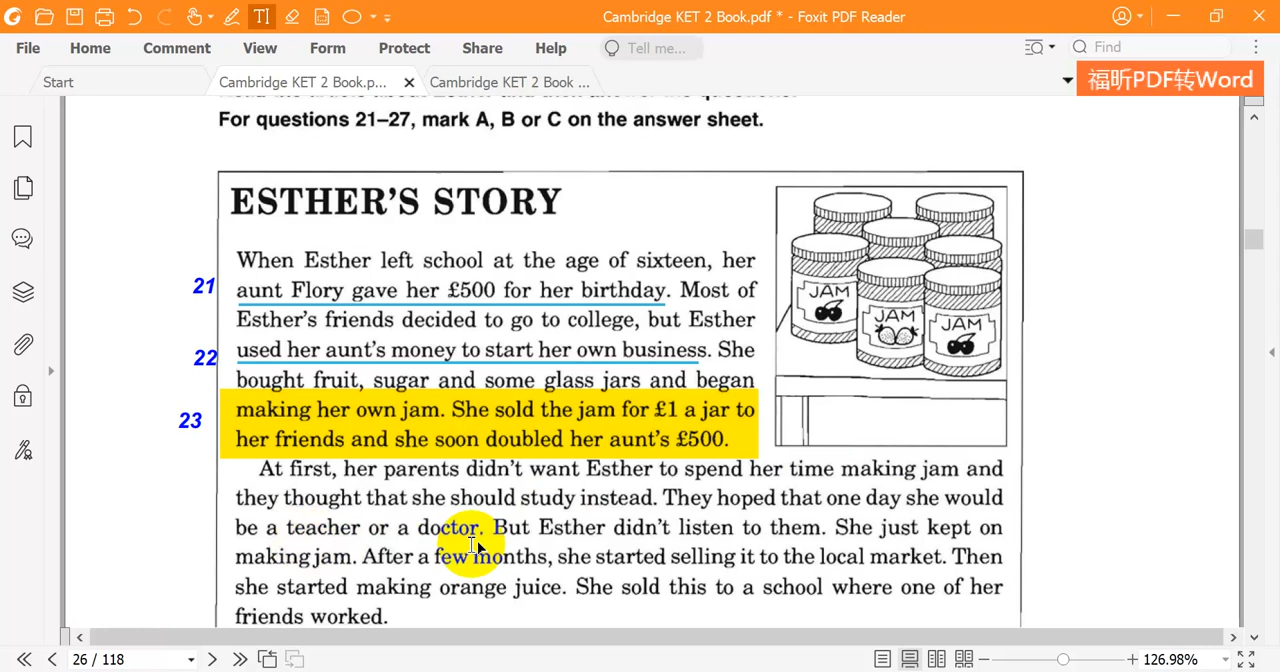 Cambridge KET 2 Book.pdf * - Foxit PDF Reader
File Home Comment View Form Protect Share Help Tell me... Find
Start Cambridge KET 2 Book.p... Cambridge KET 2 Book ... 福昕PDF转Word
For questions 21–27, mark A, B or C on the answer sheet.
ESTHER'S STORY
When Esther left school at the age of sixteen, her
21 aunt Flory gave her £500 for her birthday. Most of
Esther's friends decided to go to college, but Esther
22 used her aunt's money to start her own business. She
bought fruit, sugar and some glass jars and began
23 making her own jam. She sold the jam for £1 a jar to
her friends and she soon doubled her aunt's £500.
JAM
JAM
JAM
At first, her parents didn't want Esther to spend her time making jam and
they thought that she should study instead. They hoped that one day she would
be a teacher or a doctor. But Esther didn't listen to them. She just kept on
making jam. After a few months, she started selling it to the local market. Then
she started making orange juice. She sold this to a school where one of her
friends worked.
26 / 118 126.98%